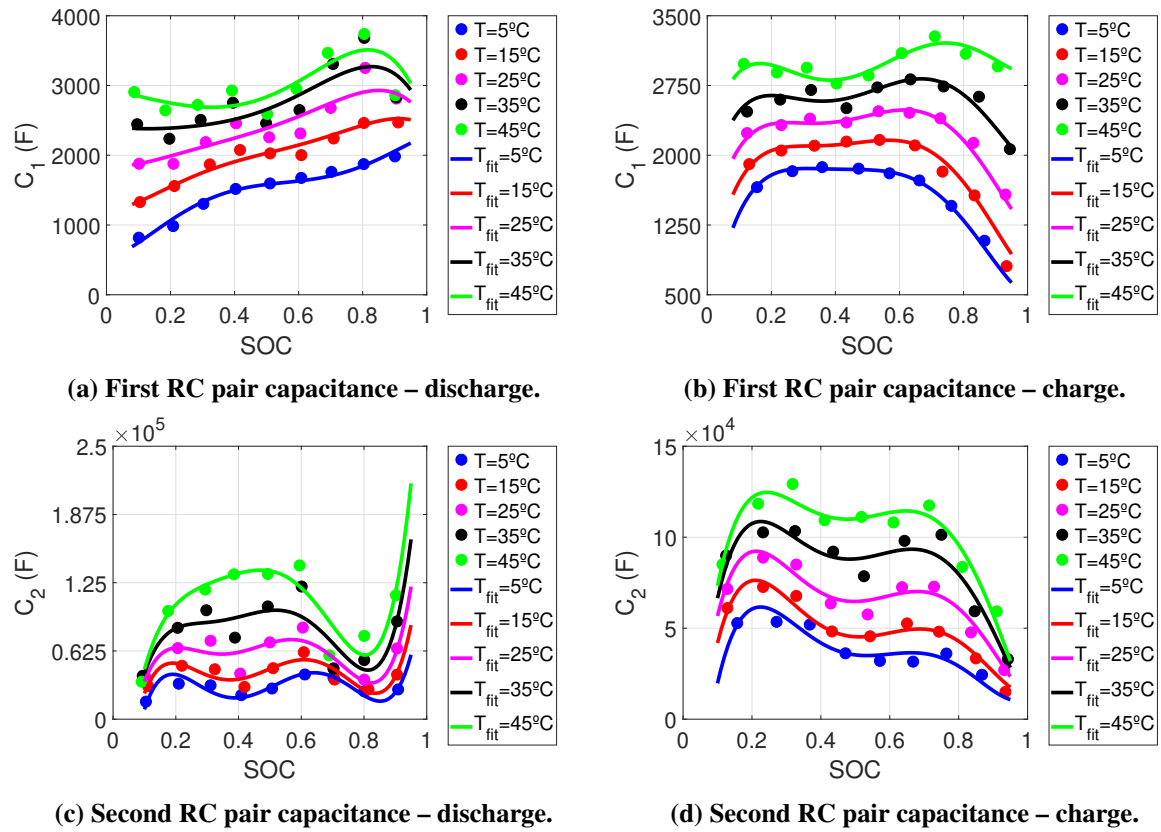 4000
3000
2000
1000
0
C1 (F)
0 0.2 0.4 0.6 0.8 1
SOC
T=5ºC
T=15ºC
T=25ºC
T=35ºC
T=45ºC
Tfit=5ºC
Tfit=15ºC
Tfit=25ºC
Tfit=35ºC
Tfit=45ºC
(a) First RC pair capacitance – discharge.
3500
2750
2000
1250
500
C1 (F)
0 0.2 0.4 0.6 0.8 1
SOC
T=5ºC
T=15ºC
T=25ºC
T=35ºC
T=45ºC
Tfit=5ºC
Tfit=15ºC
Tfit=25ºC
Tfit=35ºC
Tfit=45ºC
(b) First RC pair capacitance – charge.
×10^5
2.5
1.875
1.25
0.625
0
C2 (F)
0 0.2 0.4 0.6 0.8 1
SOC
T=5ºC
T=15ºC
T=25ºC
T=35ºC
T=45ºC
Tfit=5ºC
Tfit=15ºC
Tfit=25ºC
Tfit=35ºC
Tfit=45ºC
(c) Second RC pair capacitance – discharge.
×10^4
15
10
5
0
C2 (F)
0 0.2 0.4 0.6 0.8 1
SOC
T=5ºC
T=15ºC
T=25ºC
T=35ºC
T=45ºC
Tfit=5ºC
Tfit=15ºC
Tfit=25ºC
Tfit=35ºC
Tfit=45ºC
(d) Second RC pair capacitance – charge.